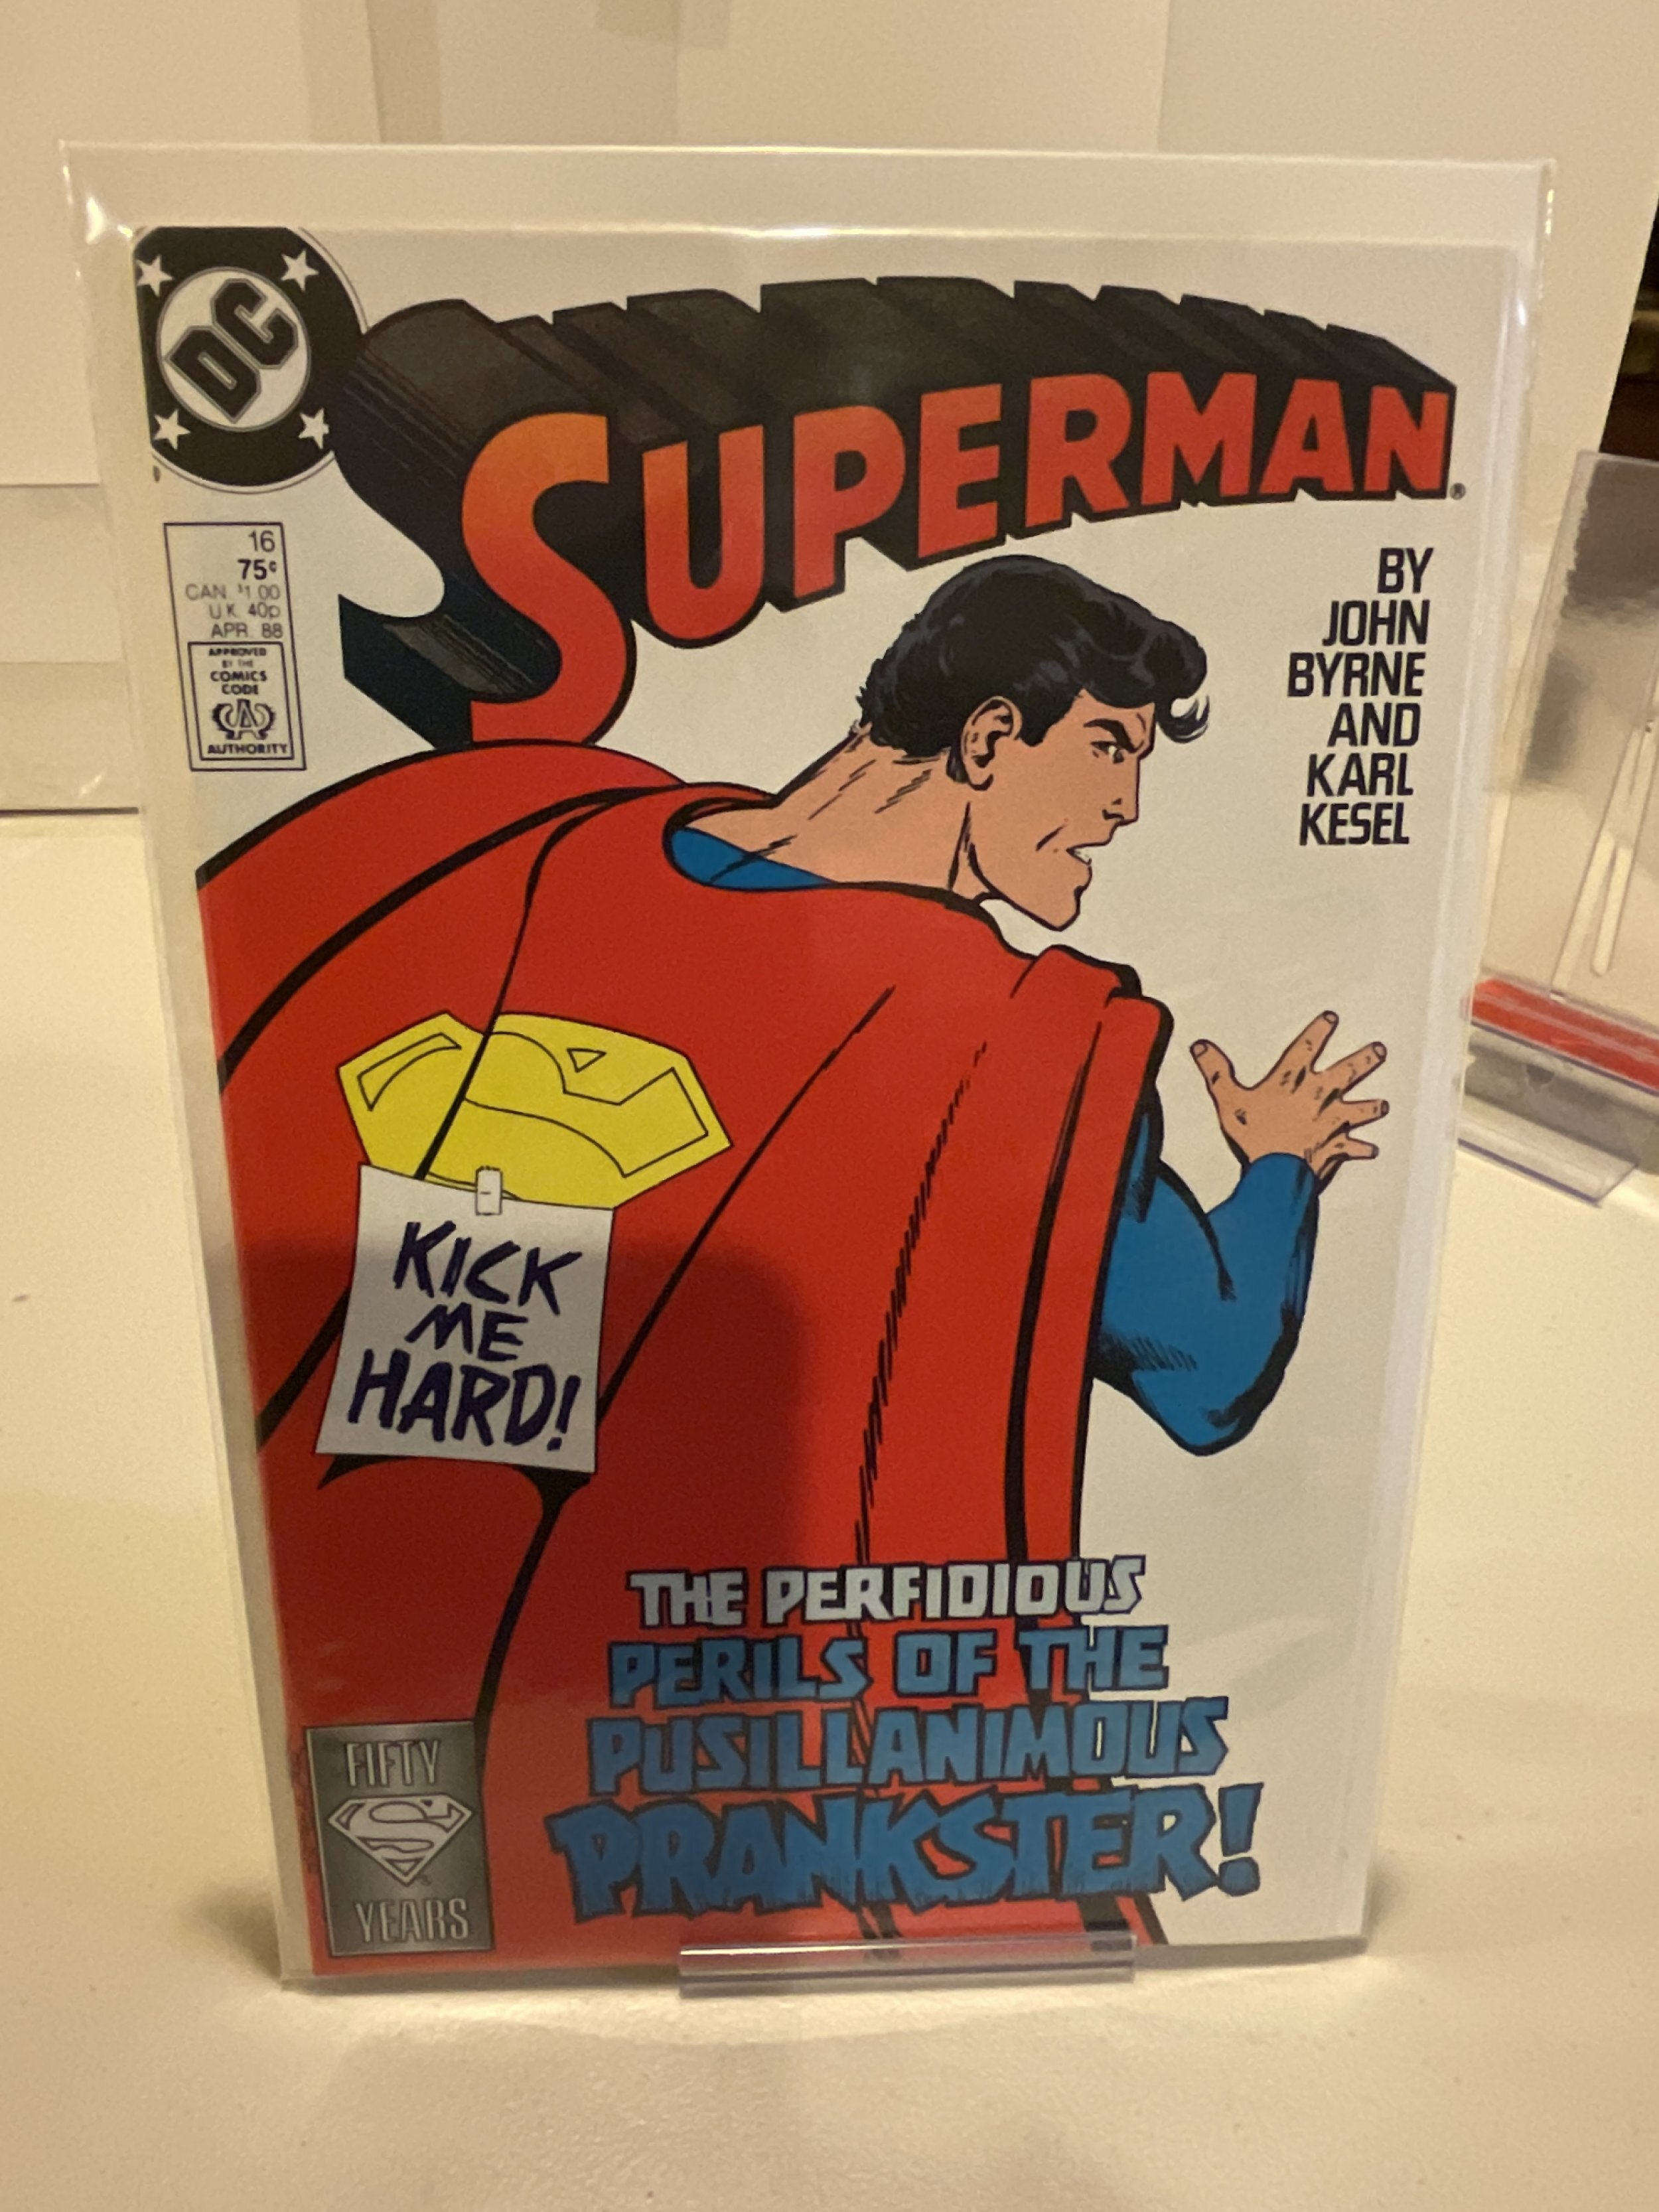 DC
SUPERMAN®
16
75¢
CAN. $1.00
U.K. 40p
APR. 88
APPROVED
BY THE
COMICS
CODE
CA
AUTHORITY
BY
JOHN
BYRNE
AND
KARL
KESEL
KICK
ME
HARD!
THE PERFIDIOUS
PERILS OF THE
PUSILLANIMOUS
PRANKSTER!
FIFTY
S
YEARS